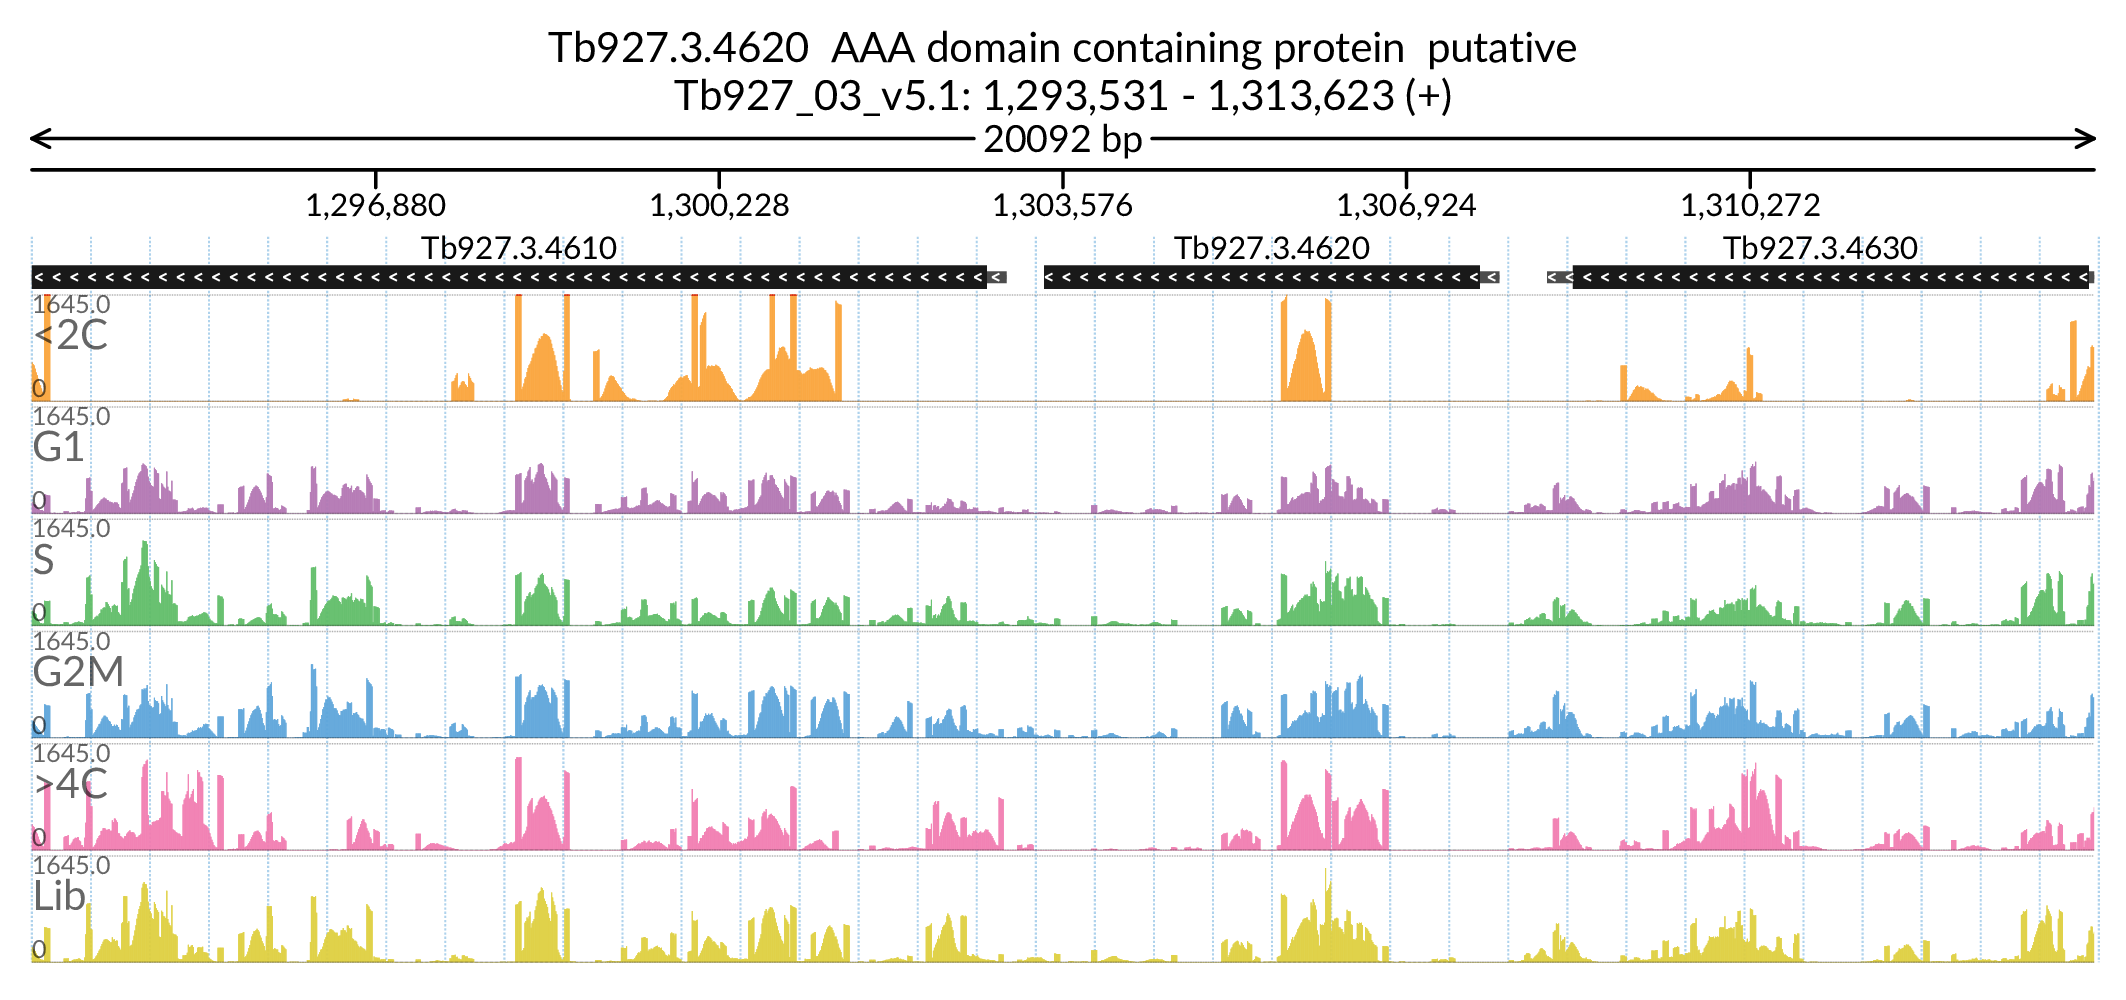 Tb927.3.4620  AAA domain containing protein  putative
Tb927_03_v5.1: 1,293,531 - 1,313,623 (+)
20092 bp
1,296,880 1,300,228 1,303,576 1,306,924 1,310,272
Tb927.3.4610 Tb927.3.4620 Tb927.3.4630
1645.0
<2C
0
1645.0
G1
0
1645.0
S
0
1645.0
G2M
0
1645.0
>4C
0
1645.0
Lib
0